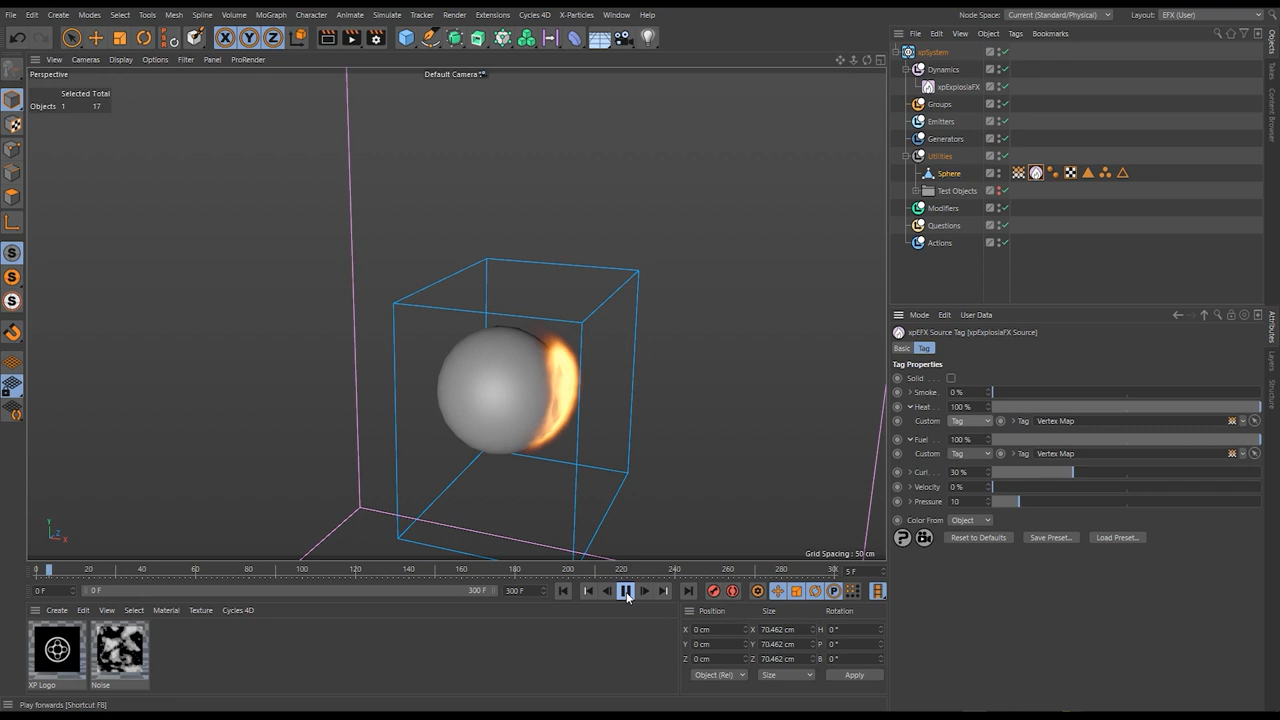 File Edit Create Modes Select Tools Mesh Spline Volume MoGraph Character Animate Simulate Tracker Render Extensions Cycles 4D X-Particles Window Help Node Space: Current (Standard/Physical) Layout: EFX (User)
X Y Z
View Cameras Display Options Filter Panel ProRender
File Edit View Object Tags Bookmarks
Perspective
Default Camera
Selected Total
Objects 1 17
xpSystem
Dynamics
xpExplosiaFX
Groups
Emitters
Generators
Utilities
Sphere
Test Objects
Modifiers
Questions
Actions
Objects
Takes
Content Browser
Attributes
Layers
Structure
Mode Edit User Data
xpEFX Source Tag [xpExplosiaFX Source]
Basic Tag
Tag Properties
Solid . . .
Smoke. 0 %
Heat . . 100 %
Custom Tag Tag Vertex Map
Fuel . . 100 %
Custom Tag Tag Vertex Map
Curl. . . 30 %
Velocity 0 %
Pressure 10
Color From Object
Reset to Defaults Save Preset... Load Preset...
Y
Z
X
Grid Spacing : 50 cm
0 20 40 60 80 100 120 140 160 180 200 220 240 260 280 300 5 F
0 F 0 F 300 F 300 F
Create Edit View Select Material Texture Cycles 4D
XP Logo Noise
Position Size Rotation
X 0 cm X 70.462 cm H 0 °
Y 0 cm Y 70.462 cm P 0 °
Z 0 cm Z 70.462 cm B 0 °
Object (Rel) Size Apply
Play forwards [Shortcut F8]